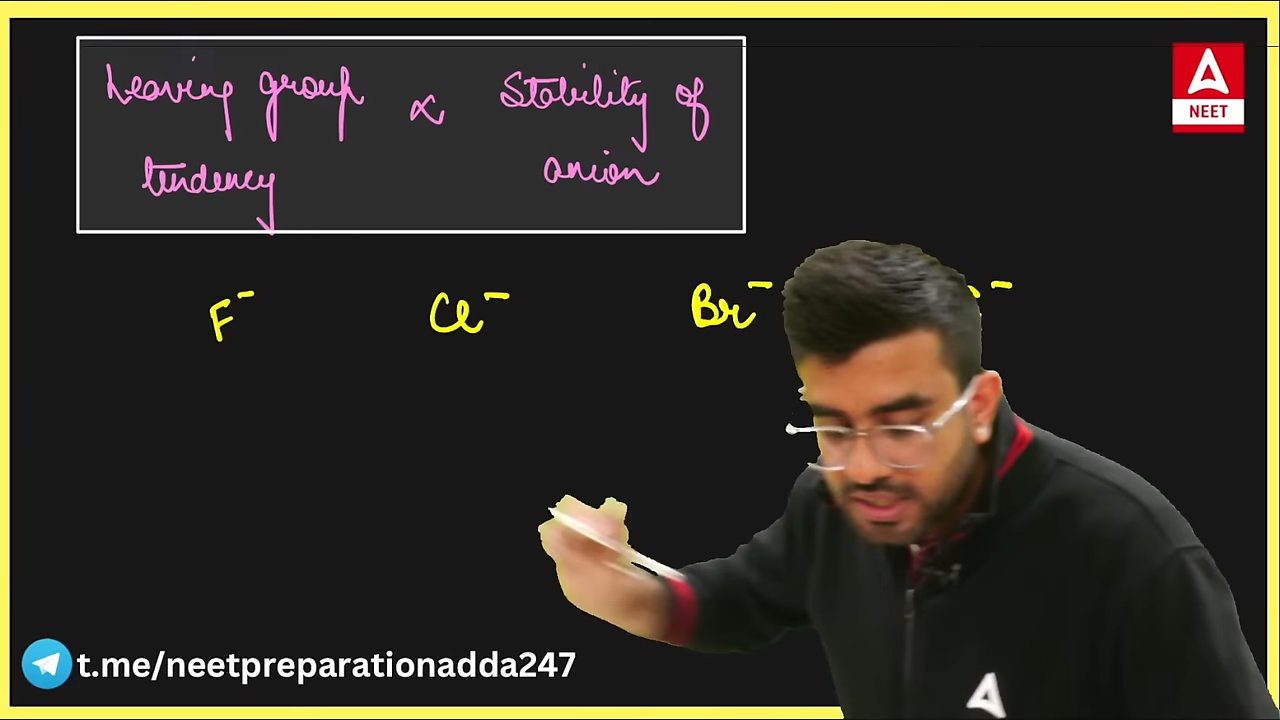 Leaving group ∝ Stability of
tendency anion
F⁻ Cl⁻ Br⁻
NEET
t.me/neetpreparationadda247